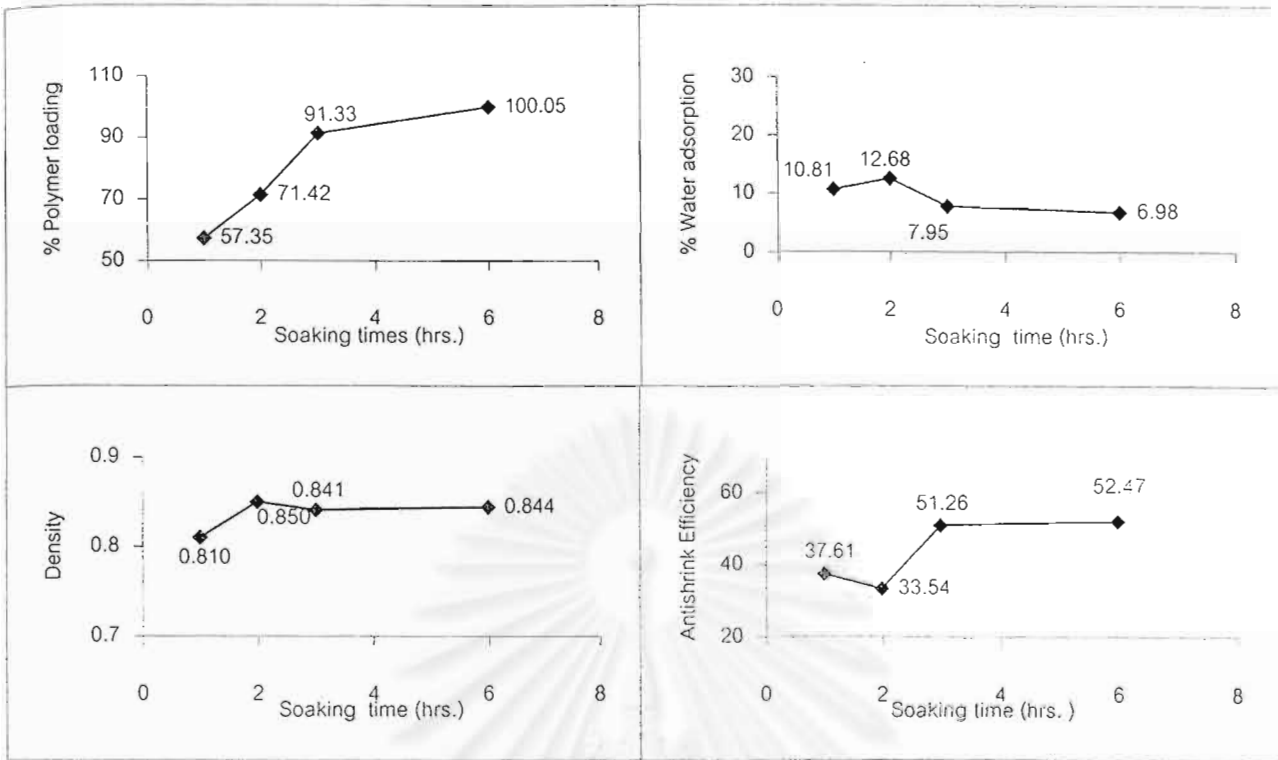 110
90
70
50
% Polymer loading
91.33
100.05
71.42
57.35
0 2 4 6 8
Soaking times (hrs.)
30
20
10
0
% Water adsorption
10.81
12.68
7.95
6.98
0 2 4 6 8
Soaking time (hrs.)
0.9
0.8
0.7
Density
0.841
0.850
0.844
0.810
0 2 4 6 8
Soaking time (hrs.)
60
40
20
Antishrink Efficiency
51.26
52.47
37.61
33.54
0 2 4 6 8
Soaking time (hrs. )